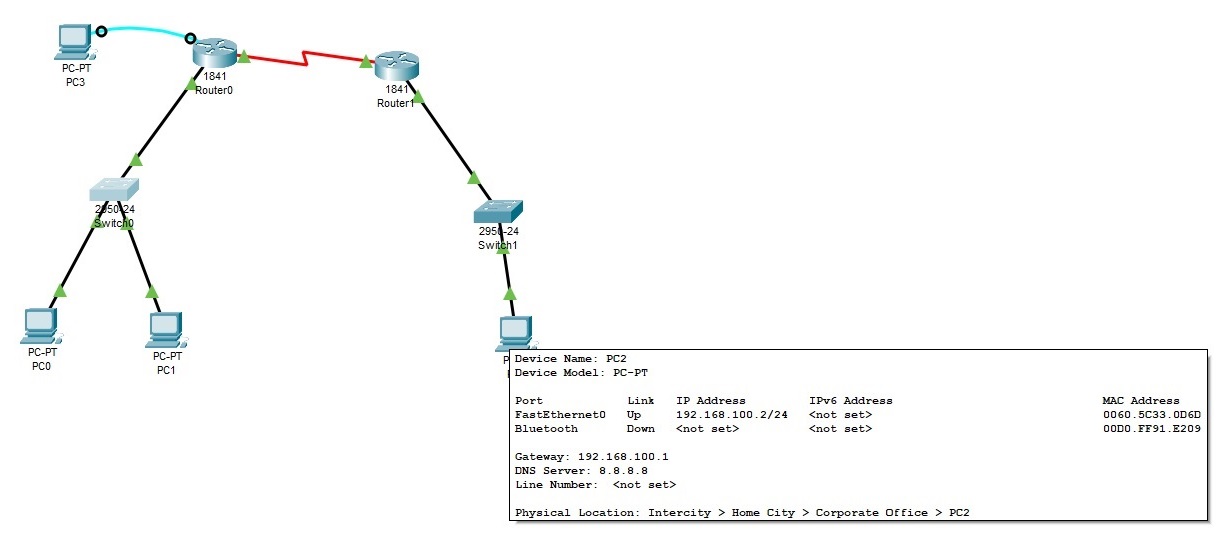 PC-PT
PC3
1841
Router0
1841
Router1
2950-24
Switch0
2950-24
Switch1
PC-PT
PC0
PC-PT
PC1
Device Name: PC2
Device Model: PC-PT
Port Link IP Address IPv6 Address MAC Address
FastEthernet0 Up 192.168.100.2/24 <not set> 0060.5C33.0D6D
Bluetooth Down <not set> <not set> 00D0.FF91.E209
Gateway: 192.168.100.1
DNS Server: 8.8.8.8
Line Number: <not set>
Physical Location: Intercity > Home City > Corporate Office > PC2